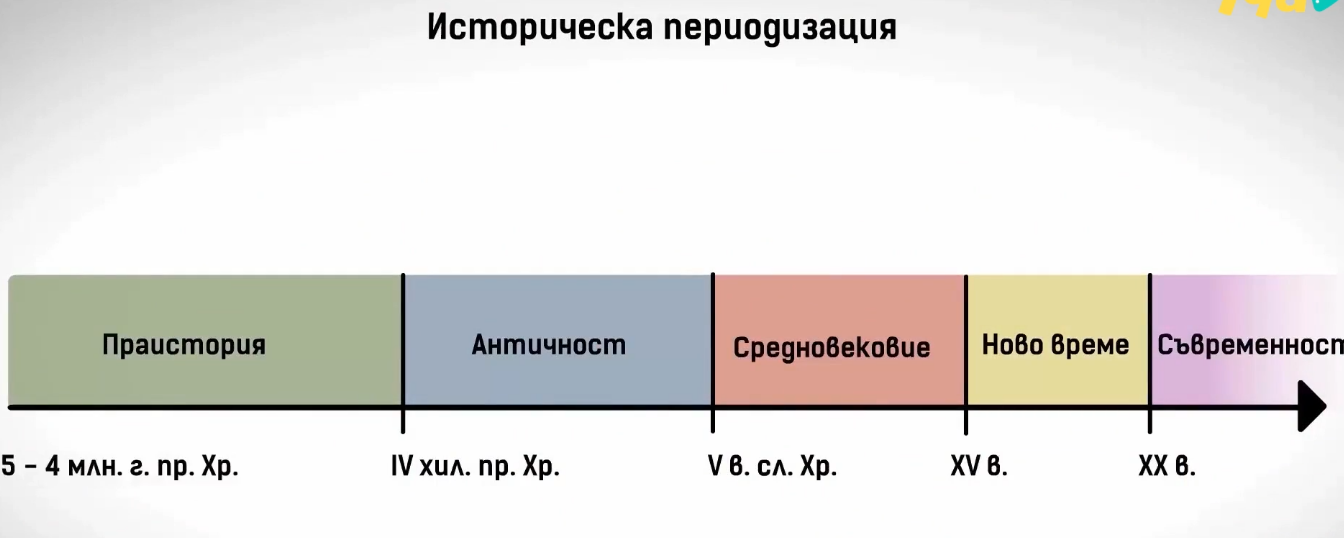 Историческа периодизация
Праистория
Античност
Средновековие
Ново време
Съвременност
5 – 4 млн. г. пр. Хр.
IV хил. пр. Хр.
V в. сл. Хр.
XV в.
XX в.